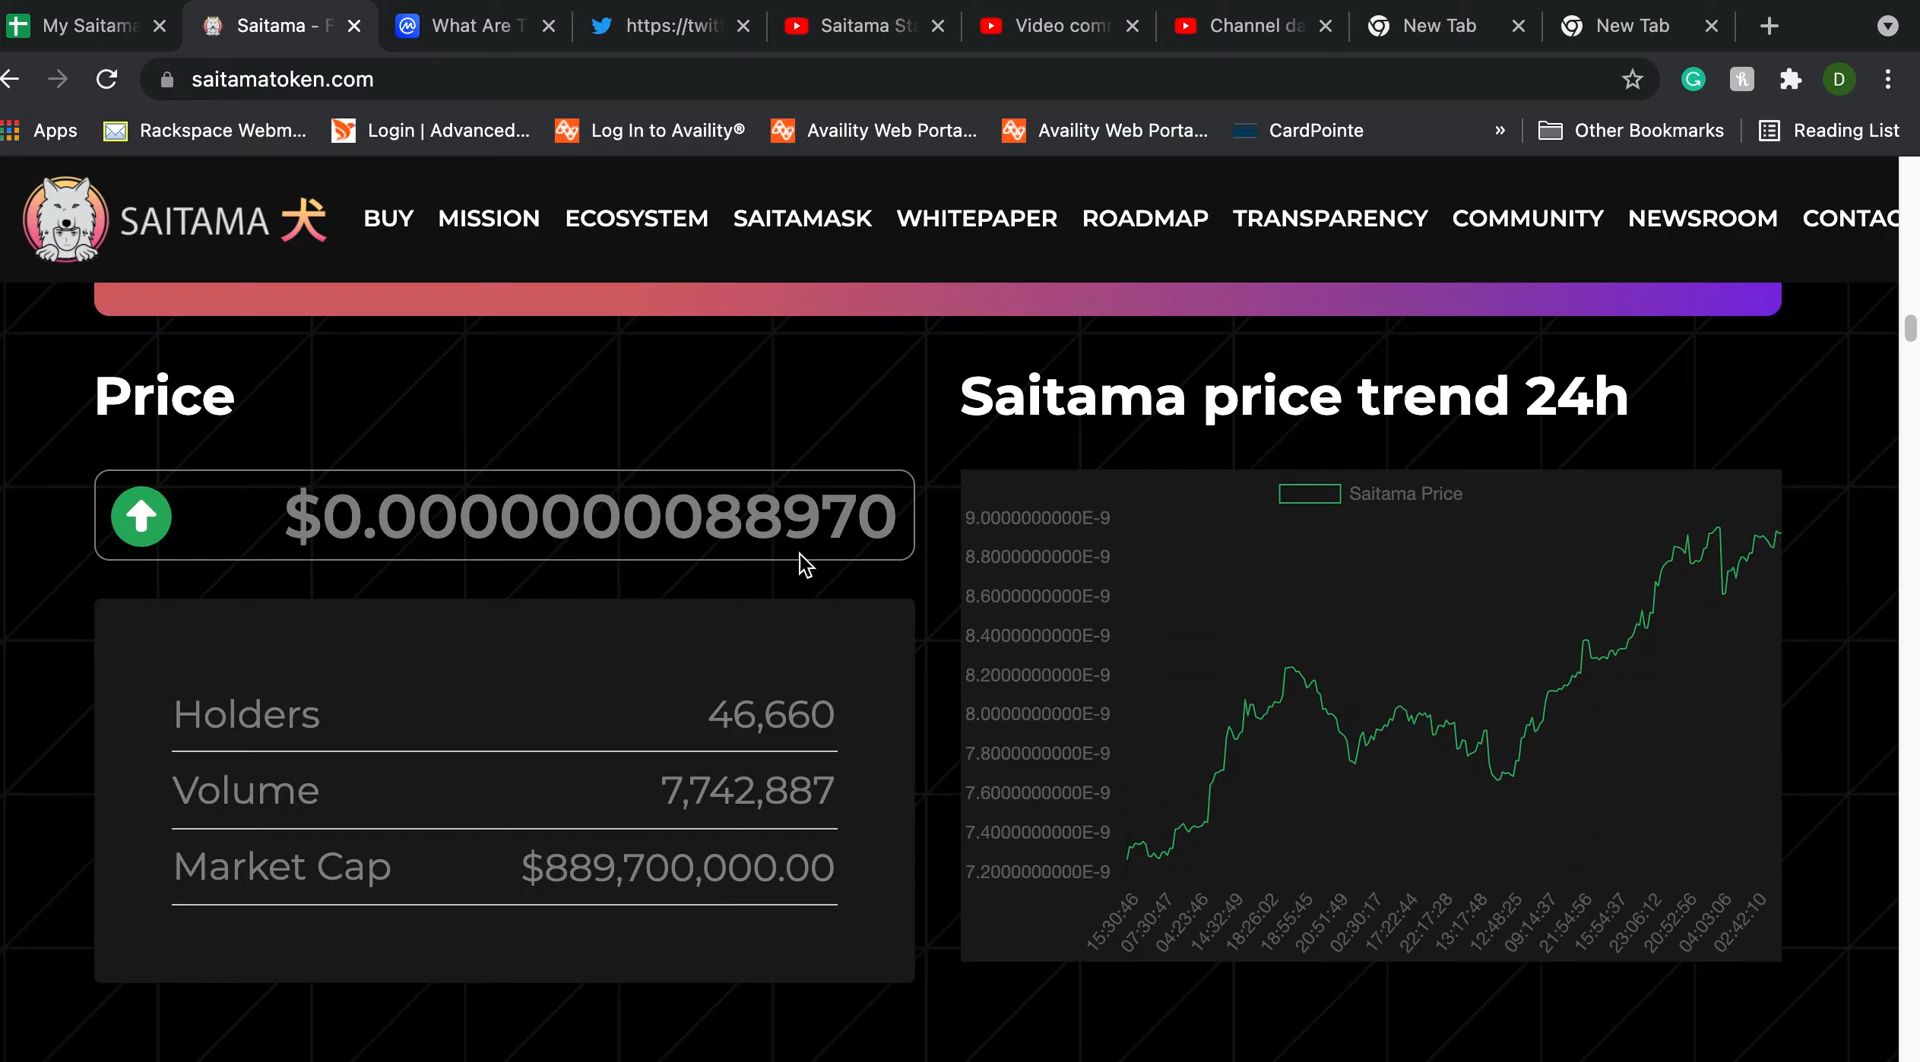 My Saitama
Saitama - F
What Are T
https://twitt
Saitama Sta
Video com
Channel da
New Tab
New Tab
saitamatoken.com
D
Apps
Rackspace Webm...
Login | Advanced...
Log In to Availity®
Availity Web Porta...
Availity Web Porta...
CardPointe
»
Other Bookmarks
Reading List
SAITAMA 犬
BUY
MISSION
ECOSYSTEM
SAITAMASK
WHITEPAPER
ROADMAP
TRANSPARENCY
COMMUNITY
NEWSROOM
CONTAC
Price
$0.0000000088970
Holders 46,660
Volume 7,742,887
Market Cap $889,700,000.00
Saitama price trend 24h
Saitama Price
9.0000000000E-9
8.8000000000E-9
8.6000000000E-9
8.4000000000E-9
8.2000000000E-9
8.0000000000E-9
7.8000000000E-9
7.6000000000E-9
7.4000000000E-9
7.2000000000E-9
15:30:46
07:30:47
04:23:46
14:32:49
18:26:02
18:55:45
20:51:49
02:30:17
17:22:44
22:17:28
13:17:48
12:48:25
09:14:37
21:54:56
15:54:37
23:06:12
20:52:56
04:03:06
02:42:10